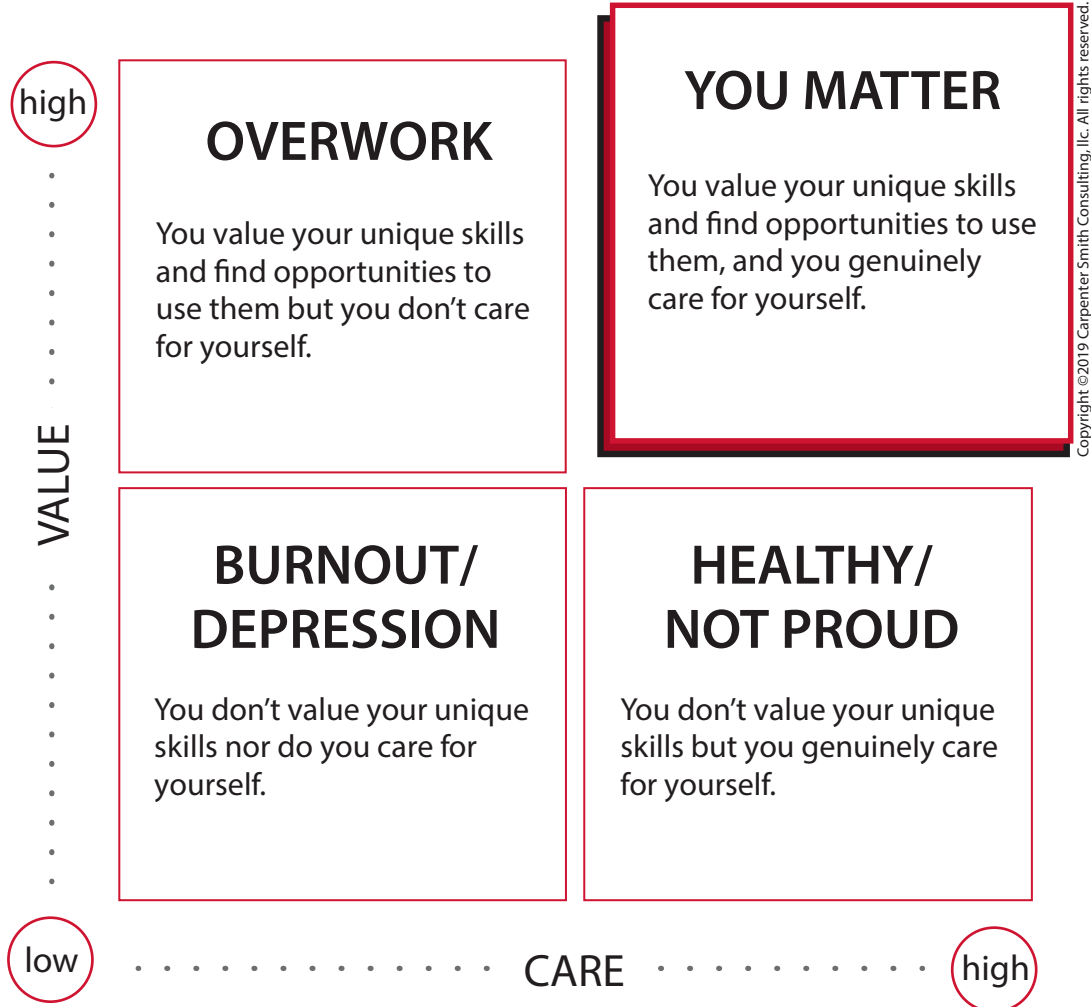 high
OVERWORK
You value your unique skills
and find opportunities to
use them but you don’t care
for yourself.
YOU MATTER
You value your unique skills
and find opportunities to use
them, and you genuinely
care for yourself.
Copyright ©2019 Carpenter Smith Consulting, llc. All rights reserved.
VALUE
BURNOUT/
DEPRESSION
You don’t value your unique
skills nor do you care for
yourself.
HEALTHY/
NOT PROUD
You don’t value your unique
skills but you genuinely care
for yourself.
low
CARE
high